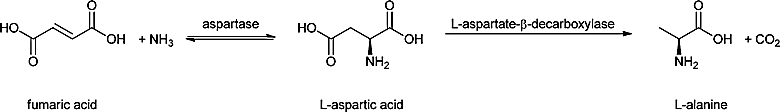 aspartase
L-aspartate-β-decarboxylase
HO O OH O + NH₃
HO O O OH NH₂
O OH NH₂ + CO₂
fumaric acid
L-aspartic acid
L-alanine